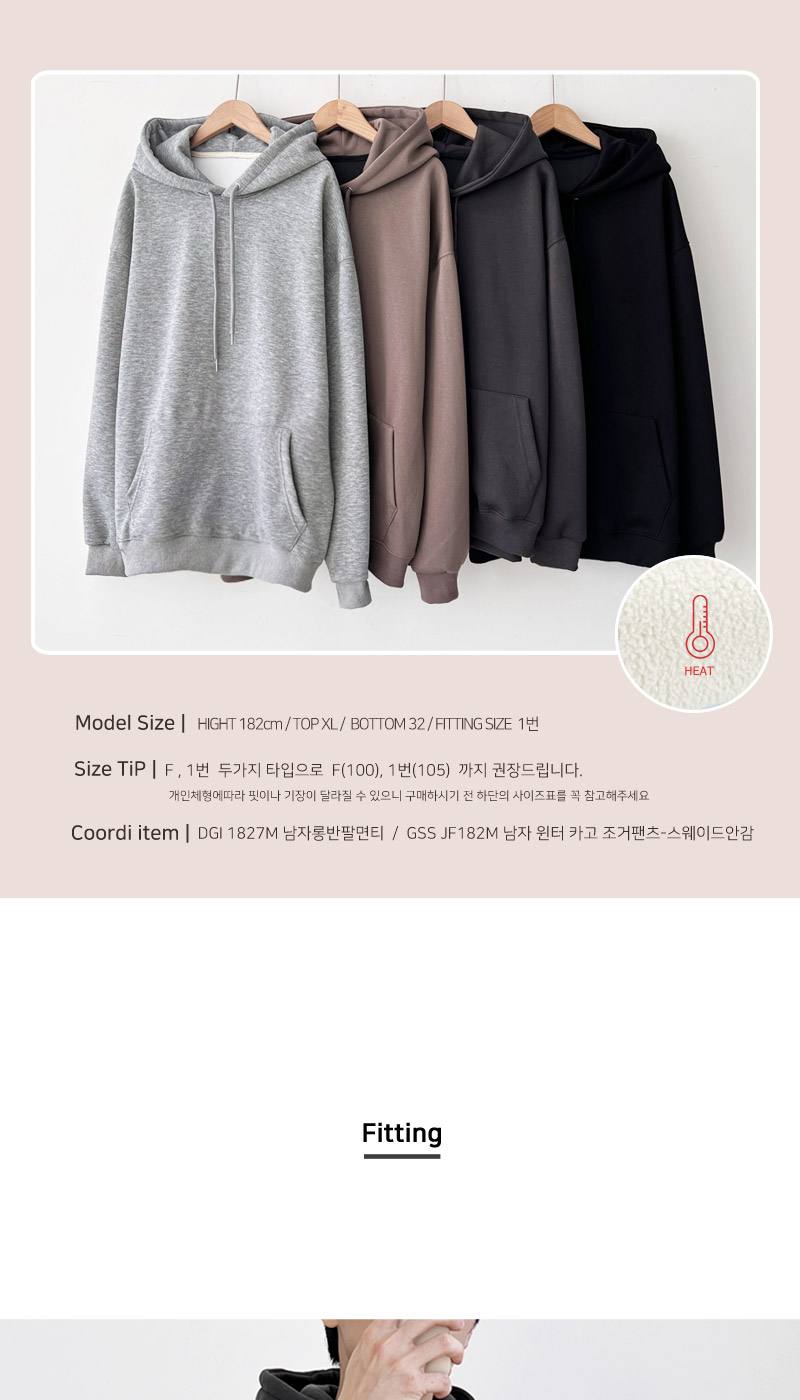 HEAT
Model Size | HIGHT 182cm / TOP XL / BOTTOM 32 / FITTING SIZE 1번
Size TiP | F , 1번 두가지 타입으로 F(100), 1번(105) 까지 권장드립니다.
개인체형에따라 핏이나 기장이 달라질 수 있으니 구매하시기 전 하단의 사이즈표를 꼭 참고해주세요
Coordi item | DGI 1827M 남자롱반팔면티 / GSS JF182M 남자 윈터 카고 조거팬츠-스웨이드안감
Fitting